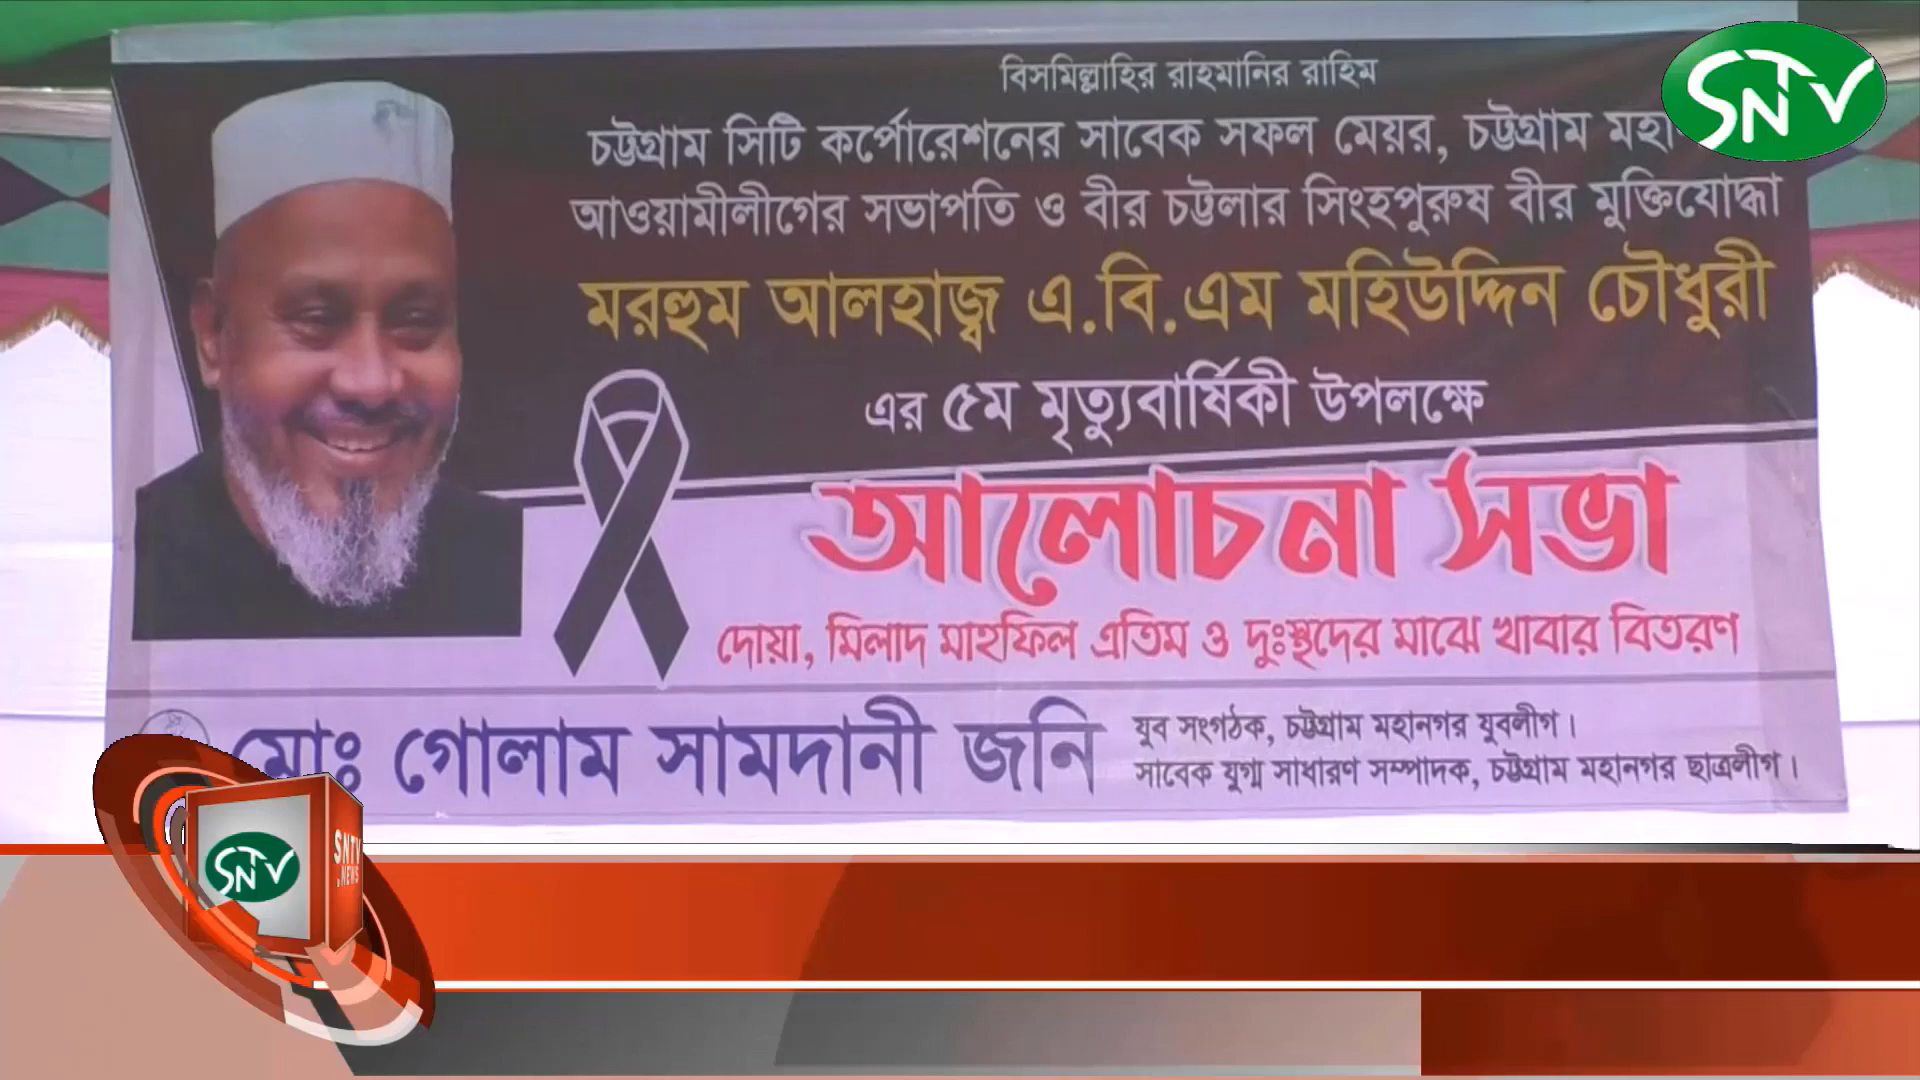 বিসমিল্লাহির রাহমানির রাহিম
চট্টগ্রাম সিটি কর্পোরেশনের সাবেক সফল মেয়র, চট্টগ্রাম মহা
আওয়ামীলীগের সভাপতি ও বীর চট্টলার সিংহপুরুষ বীর মুক্তিযোদ্ধা
মরহুম আলহাজ্ব এ.বি.এম মহিউদ্দিন চৌধুরী
এর ৫ম মৃত্যুবার্ষিকী উপলক্ষে
আলোচনা সভা
দোয়া, মিলাদ মাহফিল এতিম ও দুঃস্থদের মাঝে খাবার বিতরণ
মোঃ গোলাম সামদানী জনি
যুব সংগঠক, চট্টগ্রাম মহানগর যুবলীগ।
সাবেক যুগ্ম সাধারণ সম্পাদক, চট্টগ্রাম মহানগর ছাত্রলীগ।
SNTV
SNTV
SNTV
.NEWS